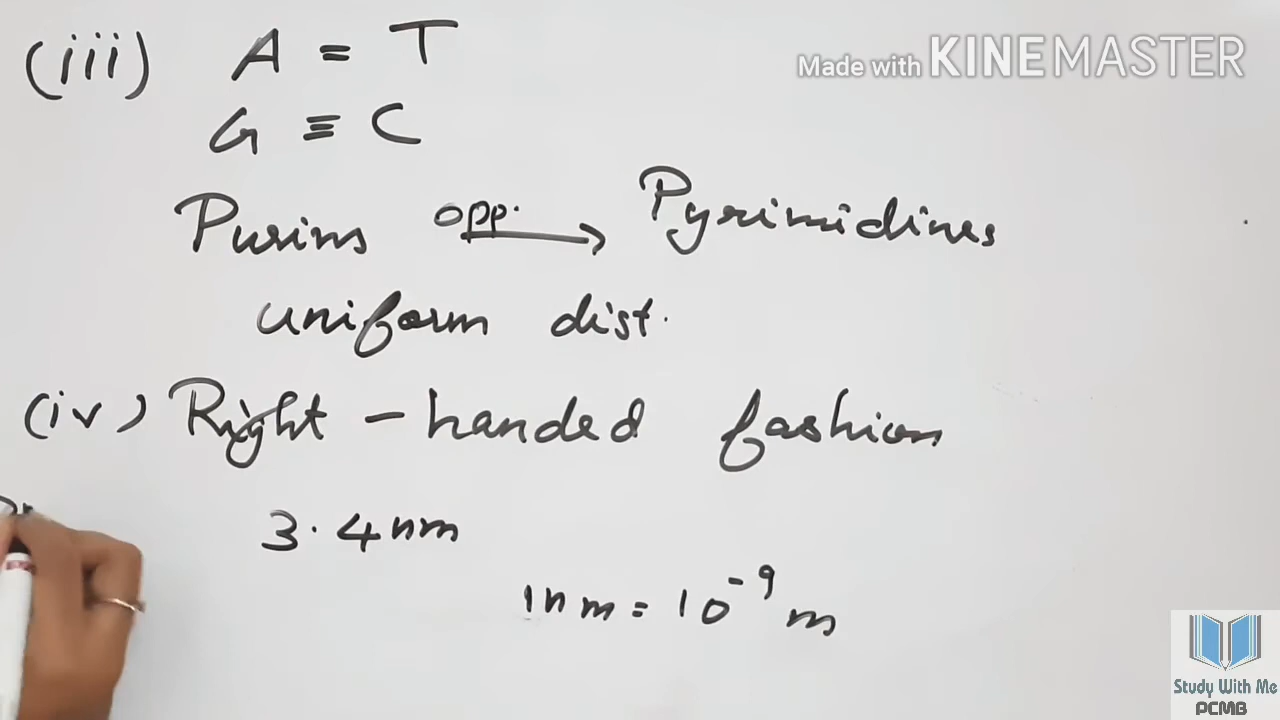 (iii) A = T
Made with KINEMASTER
G ≡ C
Purins opp. → Pyrimidines
uniform dist.
(iv) Right - handed fashion
3.4nm
1nm = 10⁻⁹ m
Study With Me
PCMB